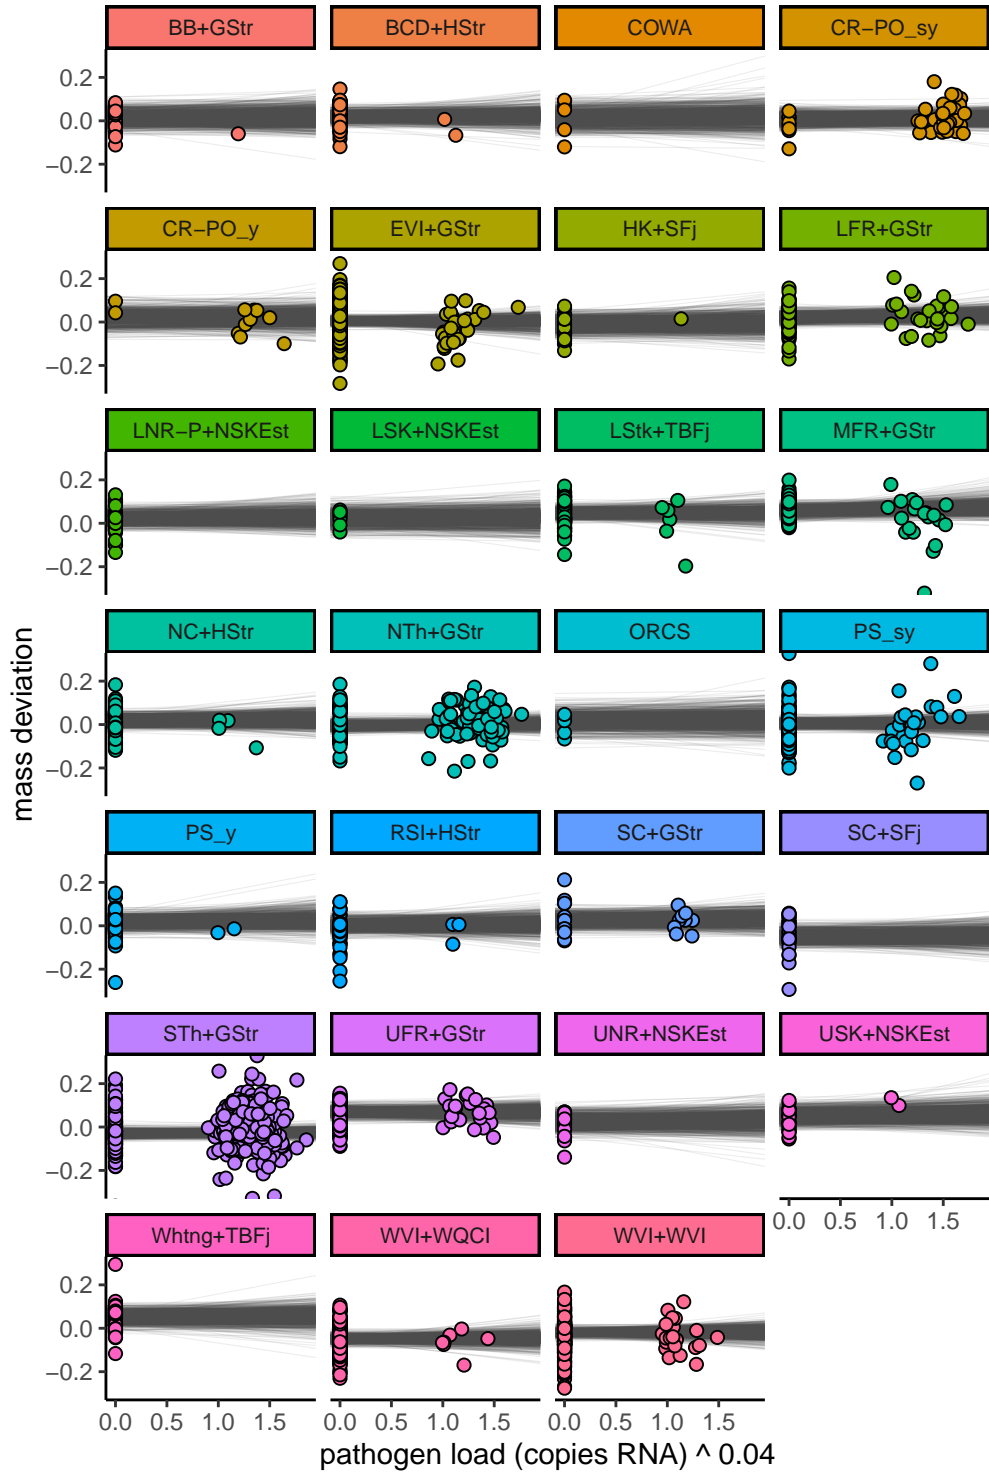 BB+GStr BCD+HStr COWA CR−PO_sy
0.2
0.0
−0.2
CR−PO_y EVI+GStr HK+SFj LFR+GStr
0.2
0.0
−0.2
LNR−P+NSKEst LSK+NSKEst LStk+TBFj MFR+GStr
0.2
0.0
−0.2
NC+HStr NTh+GStr ORCS PS_sy
0.2
0.0
−0.2
mass deviation
PS_y RSI+HStr SC+GStr SC+SFj
0.2
0.0
−0.2
STh+GStr UFR+GStr UNR+NSKEst USK+NSKEst
0.2
0.0
−0.2
0.0 0.5 1.0 1.5
Whtng+TBFj WVI+WQCI WVI+WVI
0.2
0.0
−0.2
0.0 0.5 1.0 1.5 0.0 0.5 1.0 1.5 0.0 0.5 1.0 1.5
pathogen load (copies RNA) ^ 0.04